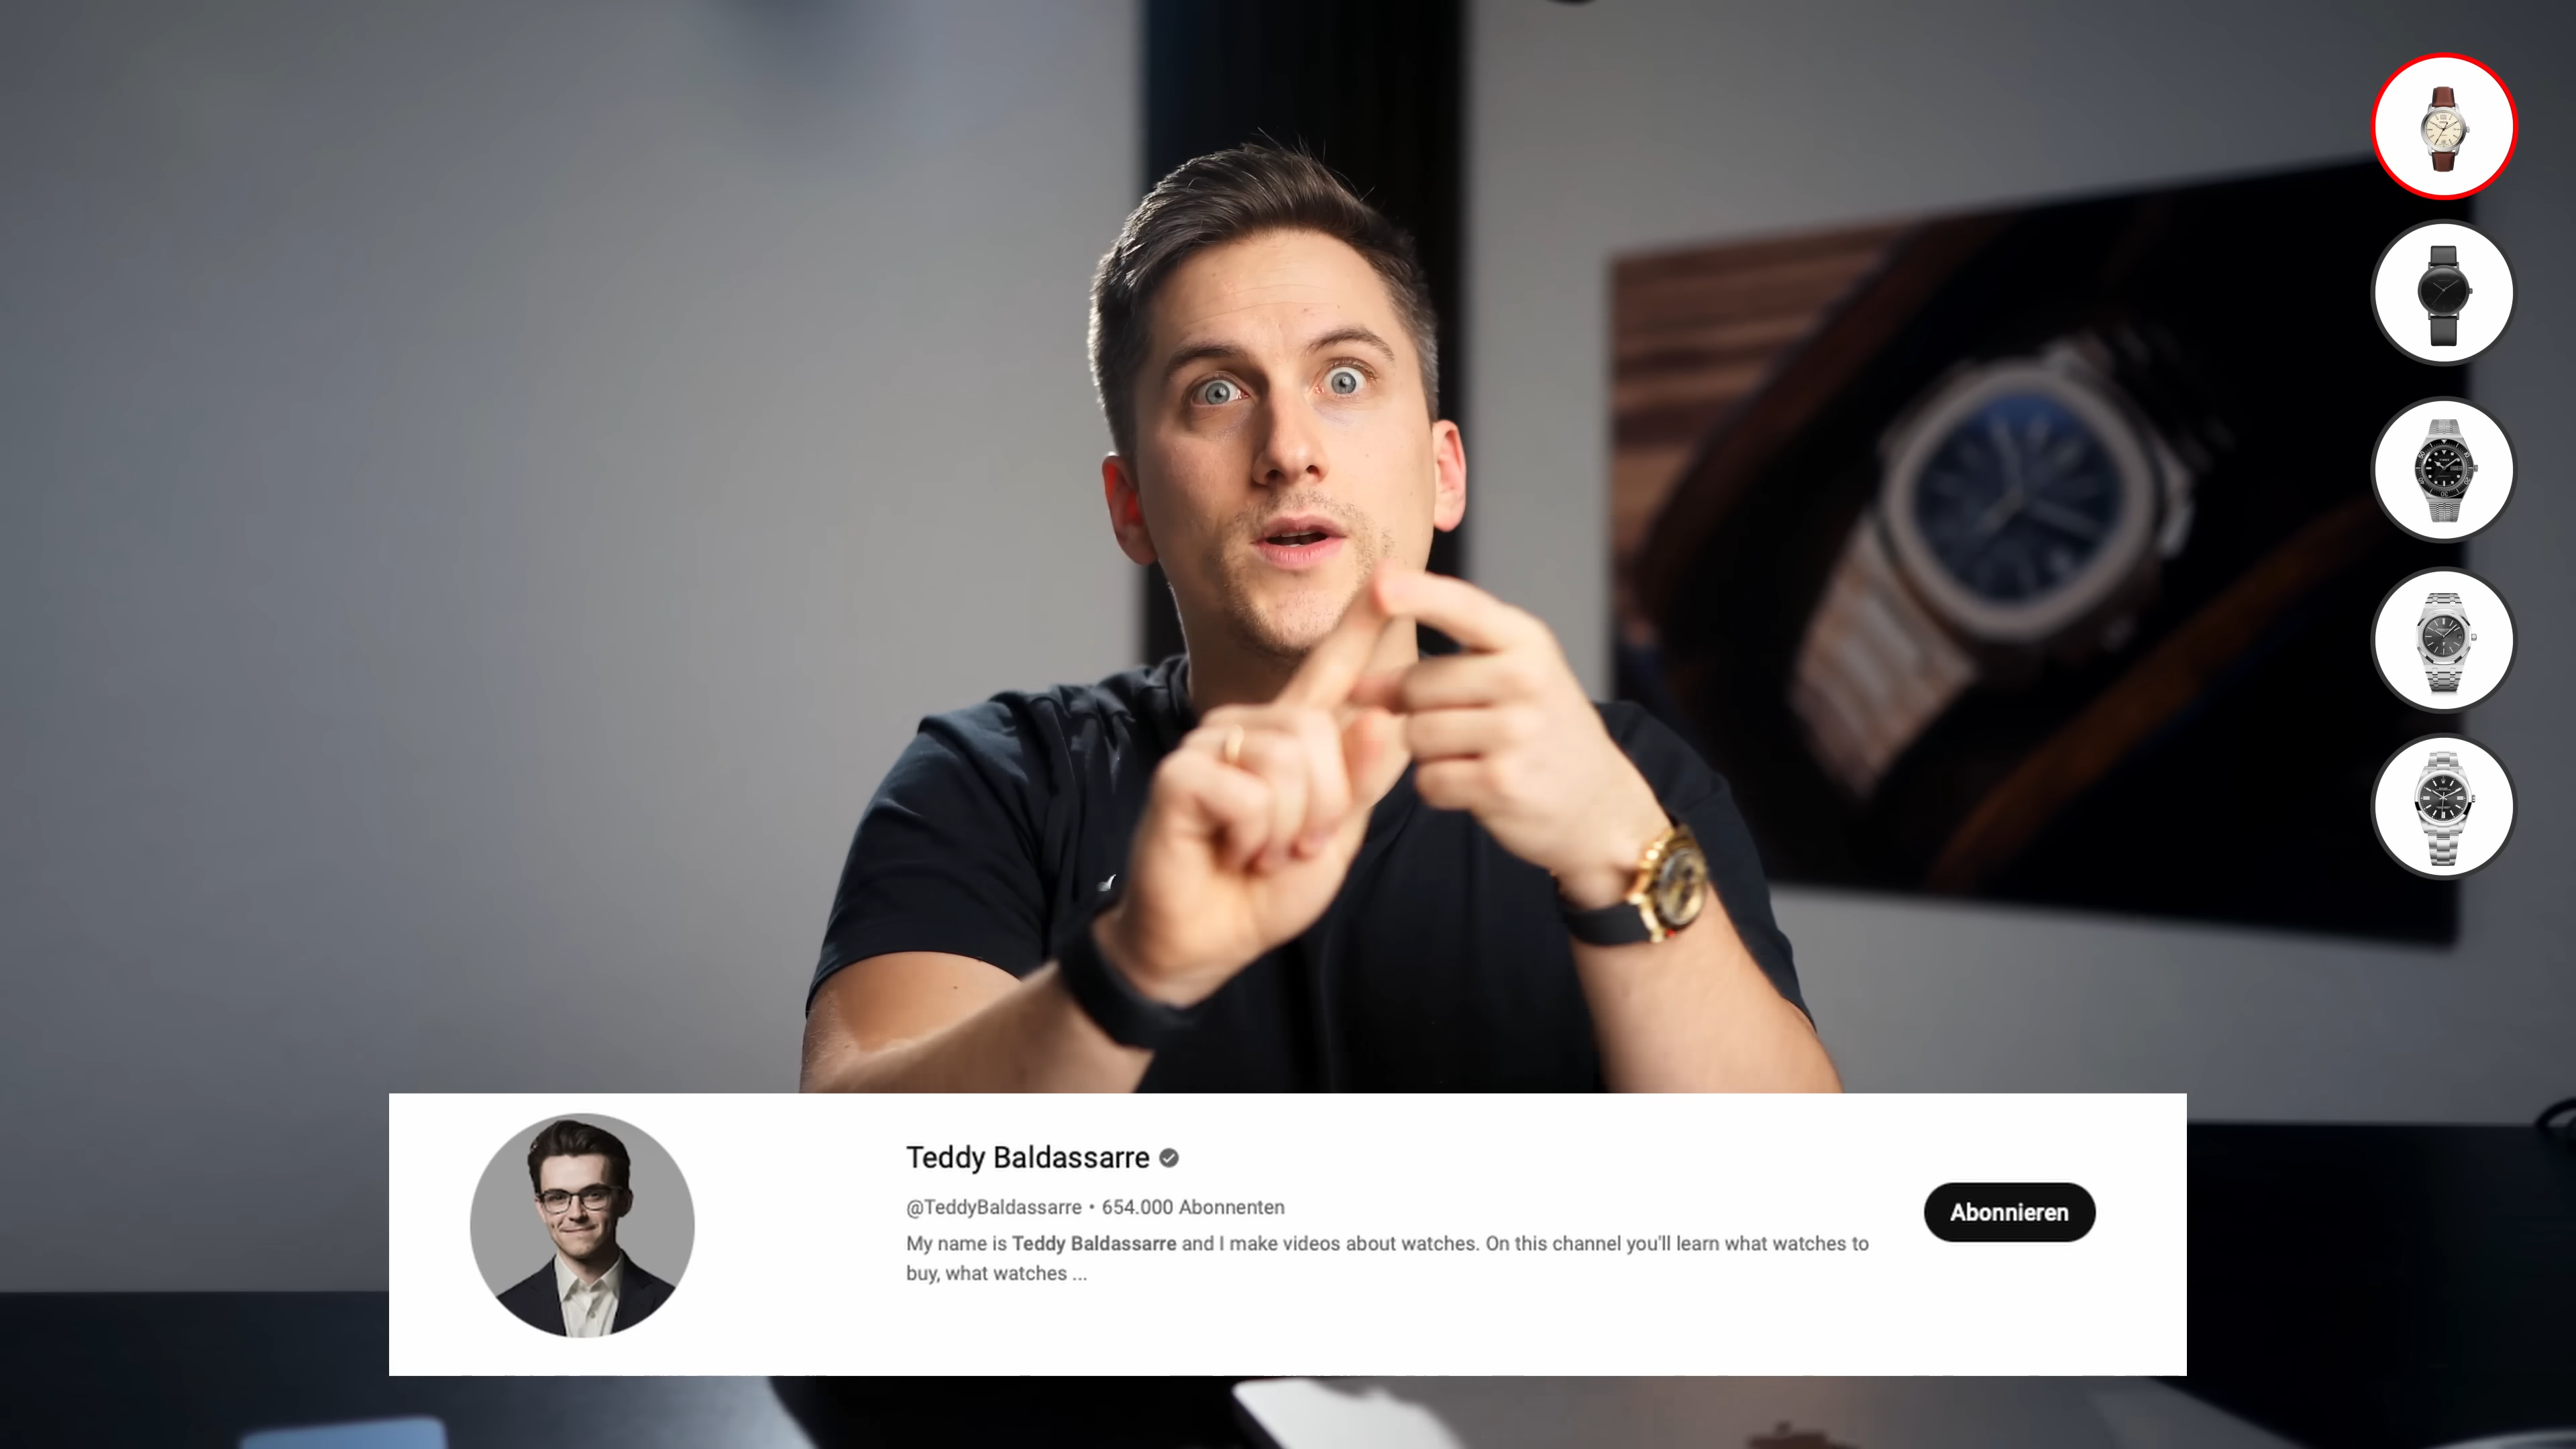 Teddy Baldassarre
@TeddyBaldassarre • 654.000 Abonnenten
My name is Teddy Baldassarre and I make videos about watches. On this channel you'll learn what watches to
buy, what watches ...
Abonnieren